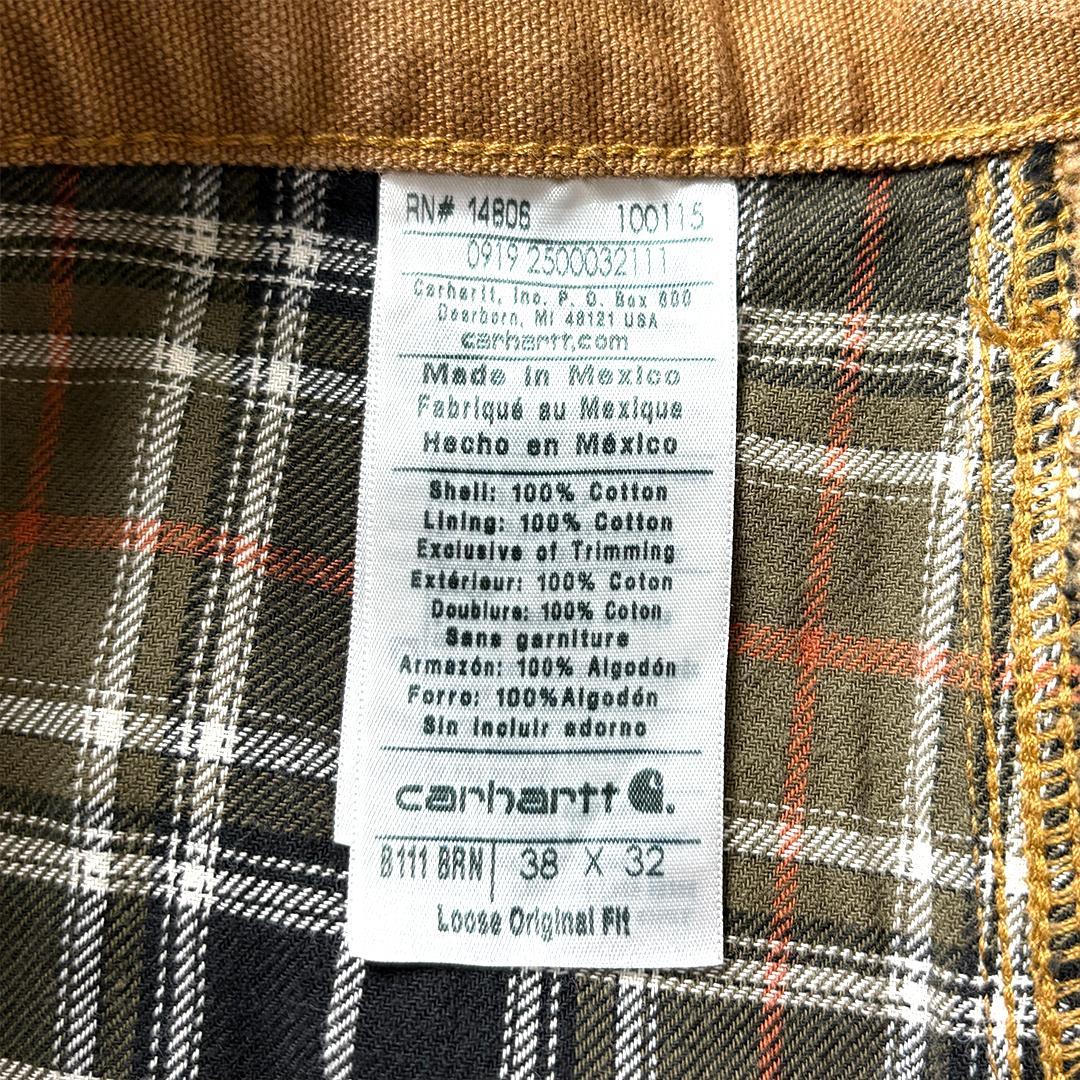 RN# 14806 100115
0919 2500032111
Carhartt, Inc. P. O. Box 600
Dearborn, MI 48121 USA
carhartt.com
Made in Mexico
Fabriqué au Mexique
Hecho en México
Shell: 100% Cotton
Lining: 100% Cotton
Exclusive of Trimming
Extérieur: 100% Coton
Doublure: 100% Coton
Sans garniture
Armazón: 100% Algodón
Forro: 100%Algodón
Sin incluir adorno
carhartt
B111 BRN 38 X 32
Loose Original Fit